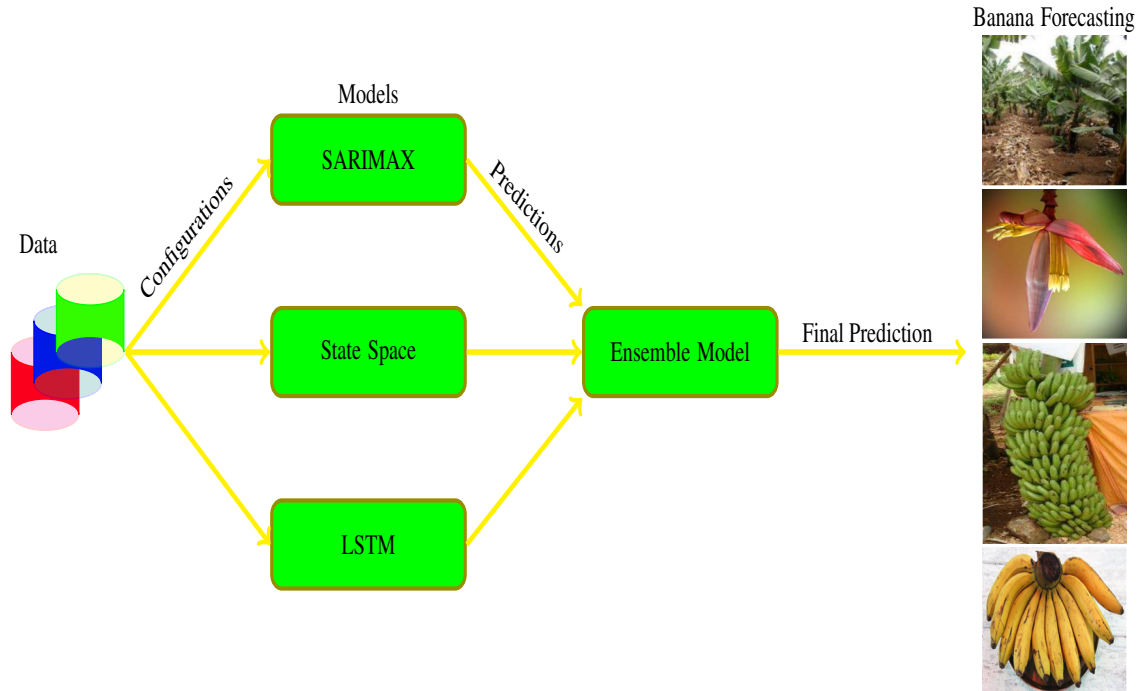 Banana Forecasting
Models
SARIMAX
Configurations
Predictions
Data
State Space
Ensemble Model
Final Prediction
LSTM